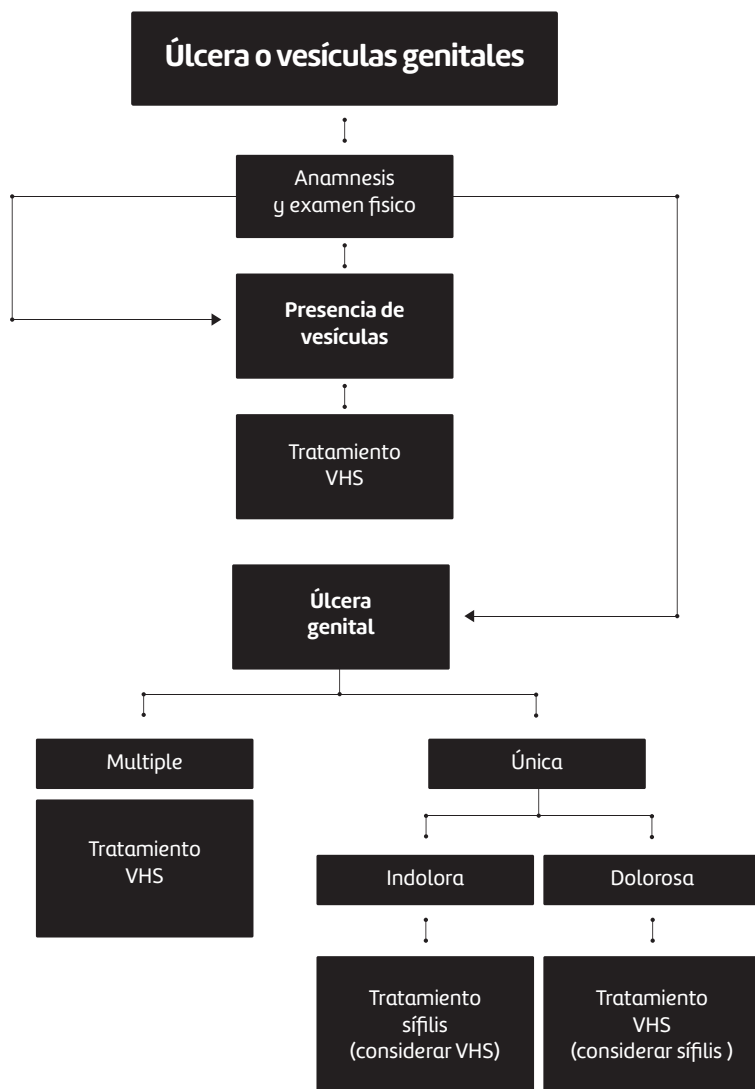 Úlcera o vesículas genitales
Anamnesis
y examen fisico
Presencia de
vesículas
Tratamiento
VHS
Úlcera
genital
Multiple
Tratamiento
VHS
Única
Indolora
Tratamiento
sífilis
(considerar VHS)
Dolorosa
Tratamiento
VHS
(considerar sífilis )